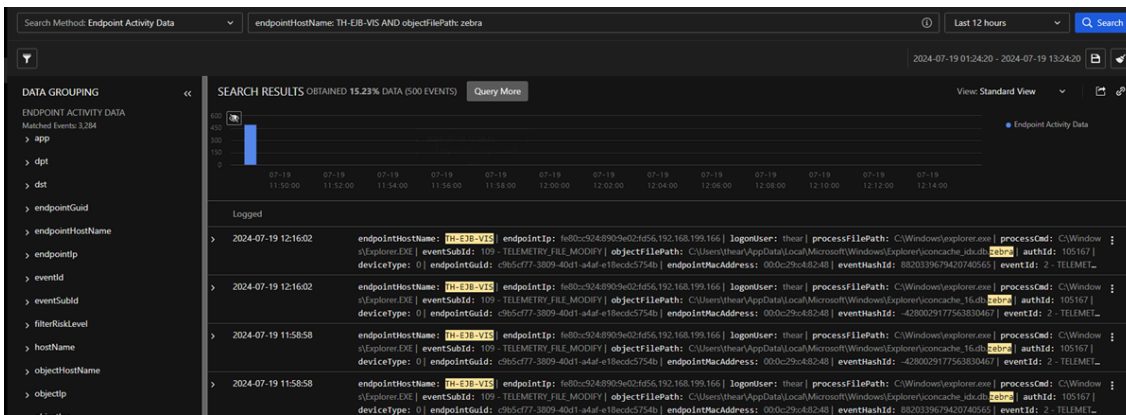 Search Method: Endpoint Activity Data
endpointHostName: TH-EJB-VIS AND objectFilePath: zebra
Last 12 hours
Search
2024-07-19 01:24:20 - 2024-07-19 13:24:20
DATA GROUPING
ENDPOINT ACTIVITY DATA
Matched Events: 3,284
app
dpt
dst
endpointGuid
endpointHostName
endpointIp
eventId
eventSubId
filterRiskLevel
hostName
objectHostName
objectIp
SEARCH RESULTS OBTAINED 15.23% DATA (500 EVENTS) Query More
View: Standard View
600
450
300
150
0
Endpoint Activity Data
07-19 07-19 07-19 07-19 07-19 07-19 07-19 07-19 07-19 07-19 07-19 07-19 07-19
11:50:00 11:52:00 11:54:00 11:56:00 11:58:00 12:00:00 12:02:00 12:04:00 12:06:00 12:08:00 12:10:00 12:12:00 12:14:00
Logged
2024-07-19 12:16:02 endpointHostName: TH-EJB-VIS | endpointIp: fe80::c924:890:9e02:fd56,192.168.199.166 | logonUser: thear | processFilePath: C:\Windows\explorer.exe | processCmd: C:\Window
s\Explorer.EXE | eventSubId: 109 - TELEMETRY_FILE_MODIFY | objectFilePath: C:\Users\thear\AppData\Local\Microsoft\Windows\Explorer\iconcache_idx.db.zebra | authId: 105167 |
deviceType: 0 | endpointGuid: c9b5cf77-3809-40d1-a4af-e18ecdc5754b | endpointMacAddress: 00:0c:29:c4:82:48 | eventHashId: 8820339679420740565 | eventId: 2 - TELEMET...
2024-07-19 12:16:02 endpointHostName: TH-EJB-VIS | endpointIp: fe80::c924:890:9e02:fd56,192.168.199.166 | logonUser: thear | processFilePath: C:\Windows\explorer.exe | processCmd: C:\Window
s\Explorer.EXE | eventSubId: 109 - TELEMETRY_FILE_MODIFY | objectFilePath: C:\Users\thear\AppData\Local\Microsoft\Windows\Explorer\iconcache_16.db.zebra | authId: 105167 |
deviceType: 0 | endpointGuid: c9b5cf77-3809-40d1-a4af-e18ecdc5754b | endpointMacAddress: 00:0c:29:c4:82:48 | eventHashId: -4280029177563830467 | eventId: 2 - TELEMET...
2024-07-19 11:58:58 endpointHostName: TH-EJB-VIS | endpointIp: fe80::c924:890:9e02:fd56,192.168.199.166 | logonUser: thear | processFilePath: C:\Windows\explorer.exe | processCmd: C:\Window
s\Explorer.EXE | eventSubId: 109 - TELEMETRY_FILE_MODIFY | objectFilePath: C:\Users\thear\AppData\Local\Microsoft\Windows\Explorer\iconcache_16.db.zebra | authId: 105167 |
deviceType: 0 | endpointGuid: c9b5cf77-3809-40d1-a4af-e18ecdc5754b | endpointMacAddress: 00:0c:29:c4:82:48 | eventHashId: -4280029177563830467 | eventId: 2 - TELEMET...
2024-07-19 11:58:58 endpointHostName: TH-EJB-VIS | endpointIp: fe80::c924:890:9e02:fd56,192.168.199.166 | logonUser: thear | processFilePath: C:\Windows\explorer.exe | processCmd: C:\Window
s\Explorer.EXE | eventSubId: 109 - TELEMETRY_FILE_MODIFY | objectFilePath: C:\Users\thear\AppData\Local\Microsoft\Windows\Explorer\iconcache_idx.db.zebra | authId: 105167 |
deviceType: 0 | endpointGuid: c9b5cf77-3809-40d1-a4af-e18ecdc5754b | endpointMacAddress: 00:0c:29:c4:82:48 | eventHashId: 8820339679420740565 | eventId: 2 - TELEMET...